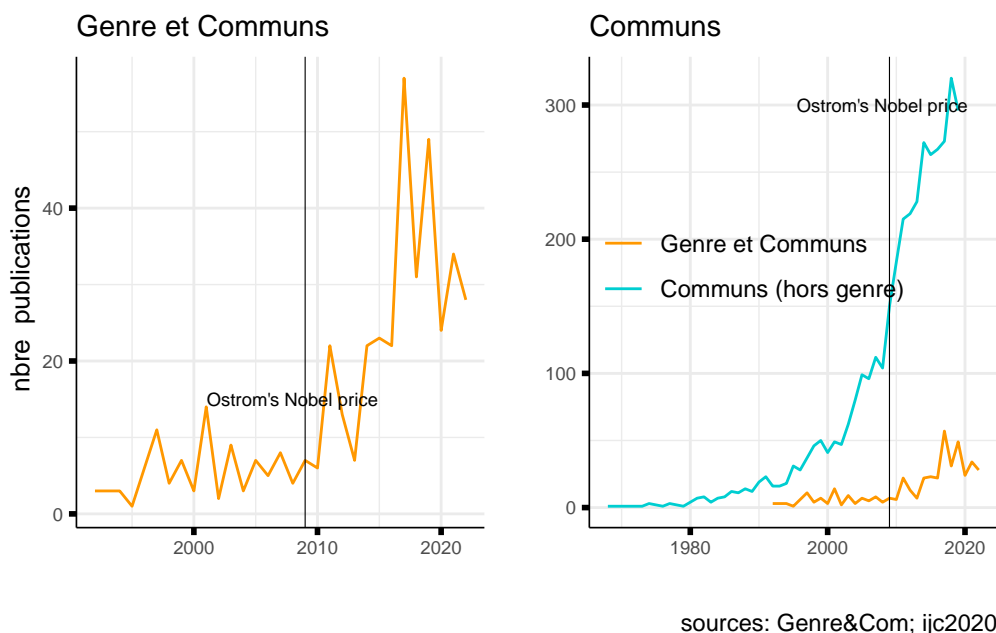 Genre et Communs
nbre  publications
40
20
0
Ostrom's Nobel price
2000
2010
2020
Communs
300
200
100
0
Ostrom's Nobel price
Genre et Communs
Communs (hors genre)
1980
2000
2020
sources: Genre&Com; ijc2020